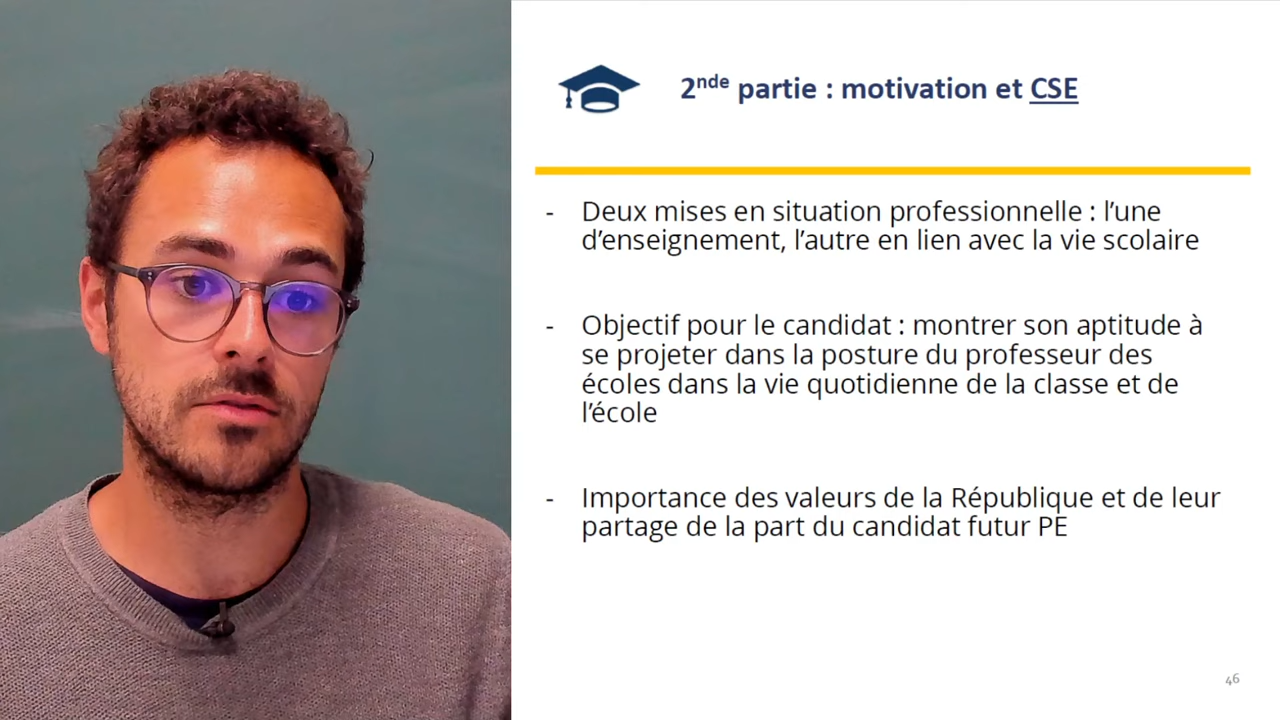 2nde partie : motivation et CSE
- Deux mises en situation professionnelle : l’une
d’enseignement, l’autre en lien avec la vie scolaire
- Objectif pour le candidat : montrer son aptitude à
se projeter dans la posture du professeur des
écoles dans la vie quotidienne de la classe et de
l’école
- Importance des valeurs de la République et de leur
partage de la part du candidat futur PE
46